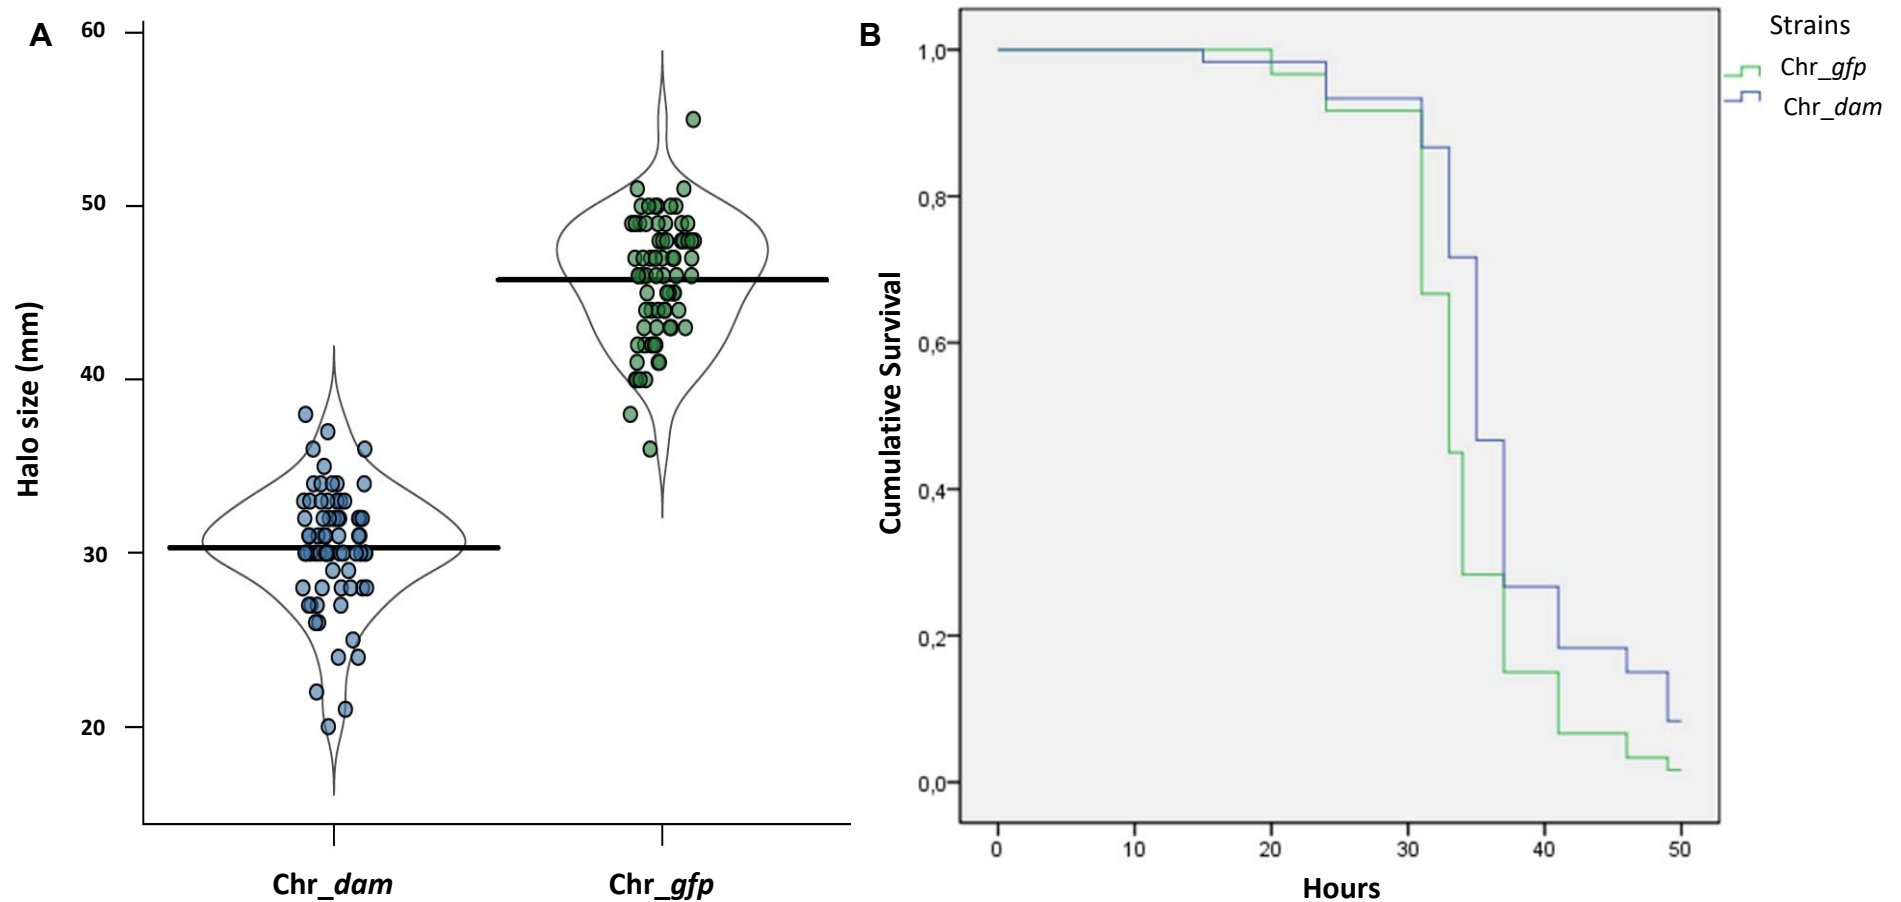 A
60
50
40
30
20
Halo size (mm)
Chr_dam
Chr_gfp
B
1,0
0,8
0,6
0,4
0,2
0,0
Cumulative Survival
0
10
20
30
40
50
Hours
Strains
Chr_gfp
Chr_dam